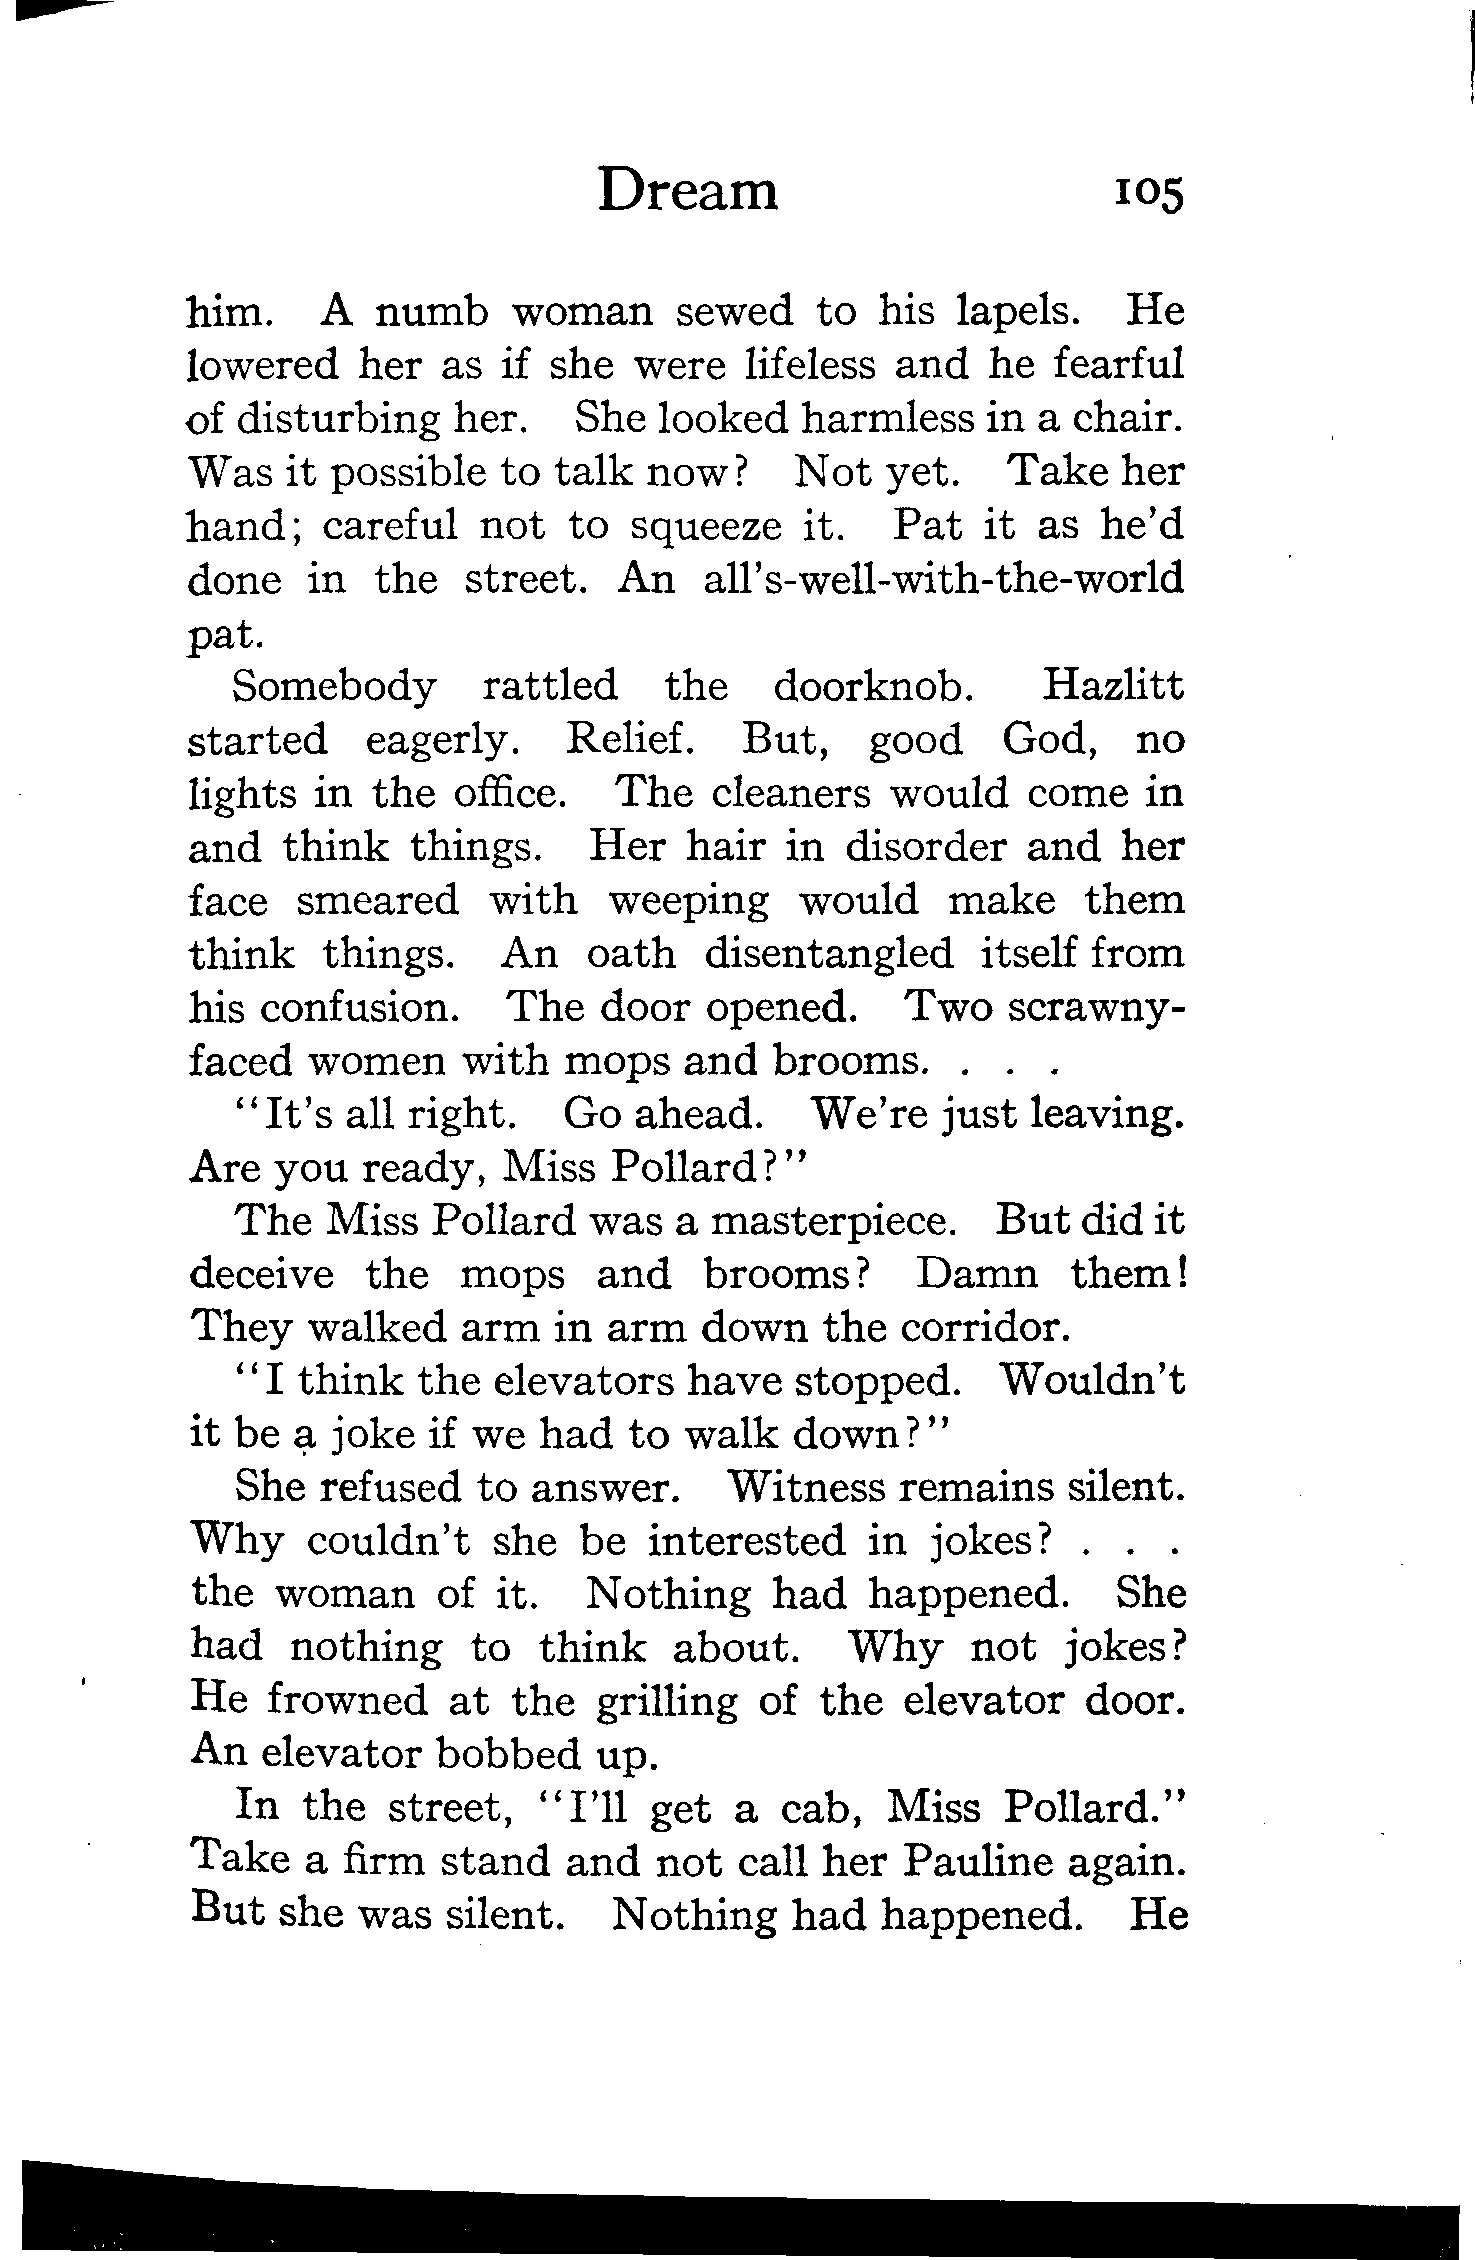 Dream 105
him. A numb woman sewed to his lapels. He
lowered her as if she were lifeless and he fearful
of disturbing her. She looked harmless in a chair.
Was it possible to talk now? Not yet. Take her
hand; careful not to squeeze it. Pat it as he'd
done in the street. An all's-well-with-the-world
pat.
Somebody rattled the doorknob. Hazlitt
started eagerly. Relief. But, good God, no
lights in the office. The cleaners would come in
and think things. Her hair in disorder and her
face smeared with weeping would make them
think things. An oath disentangled itself from
his confusion. The door opened. Two scrawny-
faced women with mops and brooms. . . .
"It's all right. Go ahead. We're just leaving.
Are you ready, Miss Pollard?"
The Miss Pollard was a masterpiece. But did it
deceive the mops and brooms? Damn them!
They walked arm in arm down the corridor.
"I think the elevators have stopped. Wouldn't
it be a joke if we had to walk down?"
She refused to answer. Witness remains silent.
Why couldn't she be interested in jokes? . . .
the woman of it. Nothing had happened. She
had nothing to think about. Why not jokes?
He frowned at the grilling of the elevator door.
An elevator bobbed up.
In the street, "I'll get a cab, Miss Pollard."
Take a firm stand and not call her Pauline again.
But she was silent. Nothing had happened. He